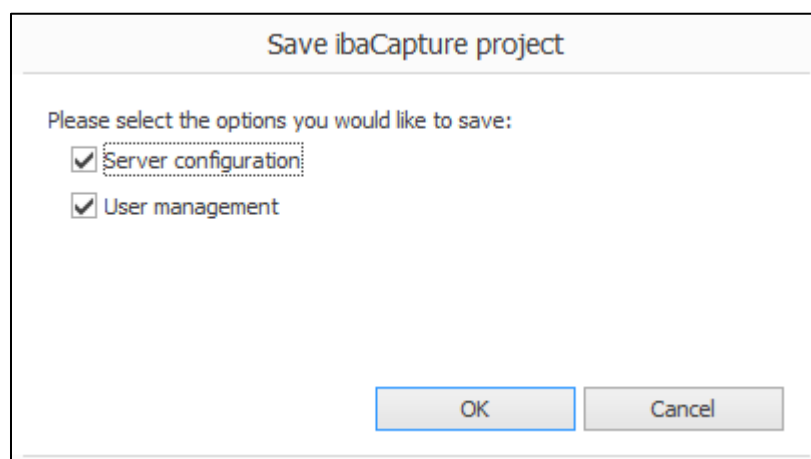 Save ibaCapture project
Please select the options you would like to save:
Server configuration
User management
OK Cancel